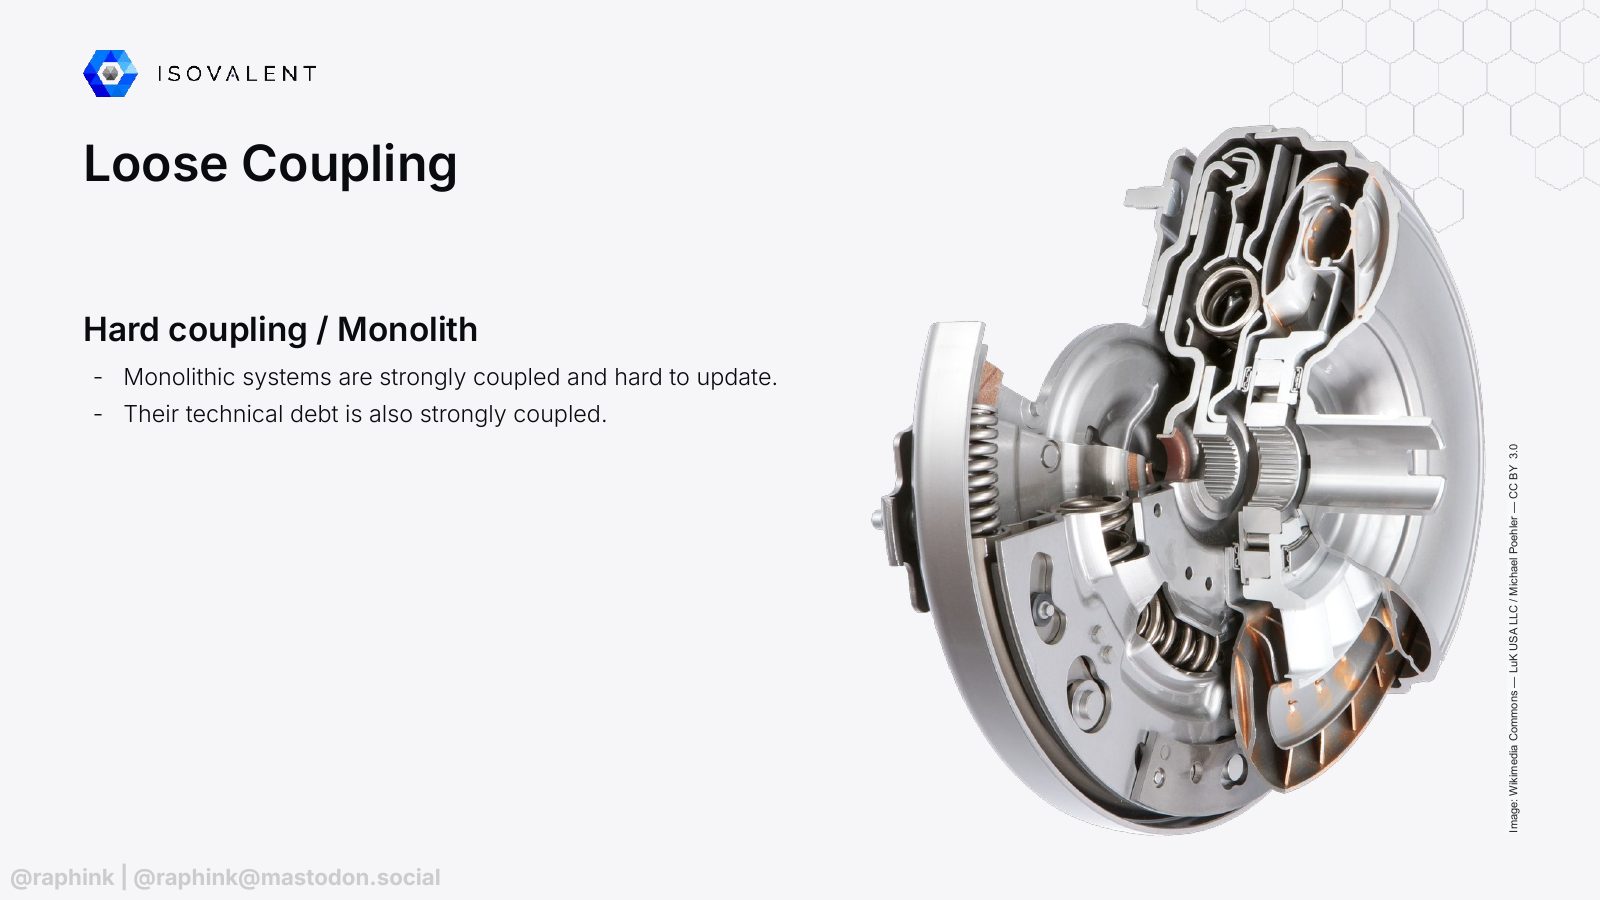 ISOVALENT
Loose Coupling
Hard coupling / Monolith
- Monolithic systems are strongly coupled and hard to update.
- Their technical debt is also strongly coupled.
Image: Wikimedia Commons — LuK USA LLC / Michael Poehler — CC BY 3.0
@raphink | @raphink@mastodon.social